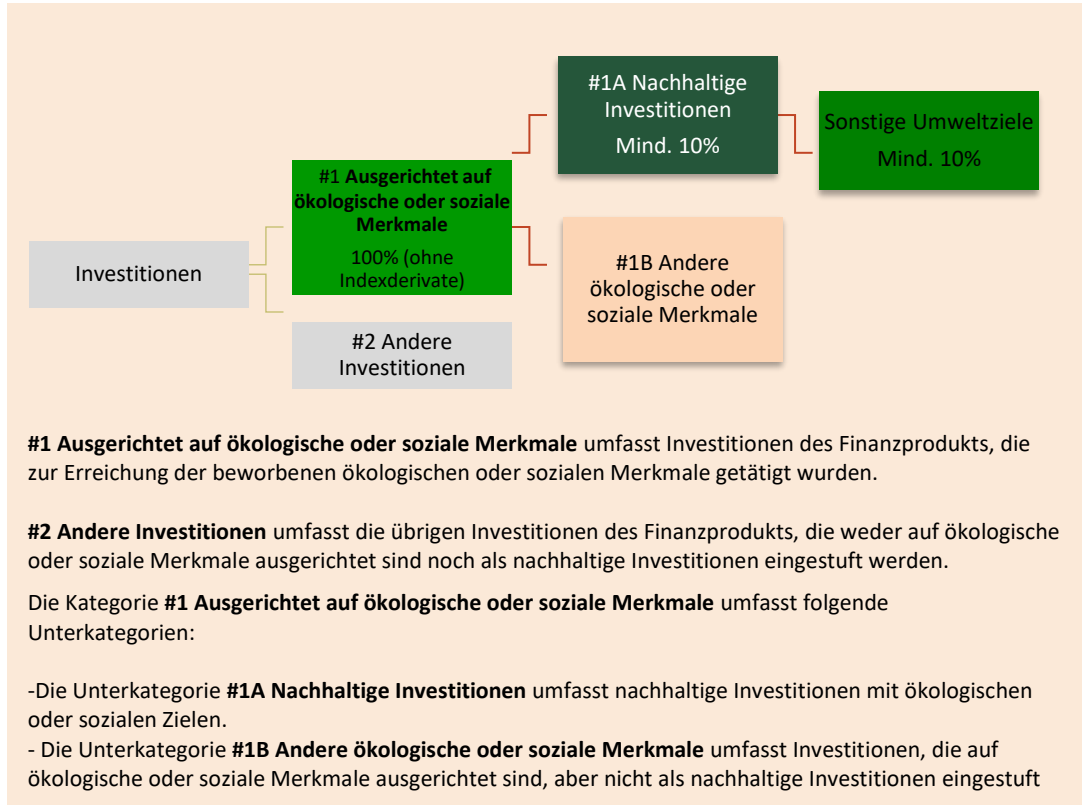 #1A Nachhaltige
Investitionen
Mind. 10%
Sonstige Umweltziele
Mind. 10%
#1 Ausgerichtet auf
ökologische oder soziale
Merkmale
100% (ohne
Indexderivate)
Investitionen
#1B Andere
ökologische oder
soziale Merkmale
#2 Andere
Investitionen
#1 Ausgerichtet auf ökologische oder soziale Merkmale umfasst Investitionen des Finanzprodukts, die
zur Erreichung der beworbenen ökologischen oder sozialen Merkmale getätigt wurden.
#2 Andere Investitionen umfasst die übrigen Investitionen des Finanzprodukts, die weder auf ökologische
oder soziale Merkmale ausgerichtet sind noch als nachhaltige Investitionen eingestuft werden.
Die Kategorie #1 Ausgerichtet auf ökologische oder soziale Merkmale umfasst folgende
Unterkategorien:
-Die Unterkategorie #1A Nachhaltige Investitionen umfasst nachhaltige Investitionen mit ökologischen
oder sozialen Zielen.
- Die Unterkategorie #1B Andere ökologische oder soziale Merkmale umfasst Investitionen, die auf
ökologische oder soziale Merkmale ausgerichtet sind, aber nicht als nachhaltige Investitionen eingestuft